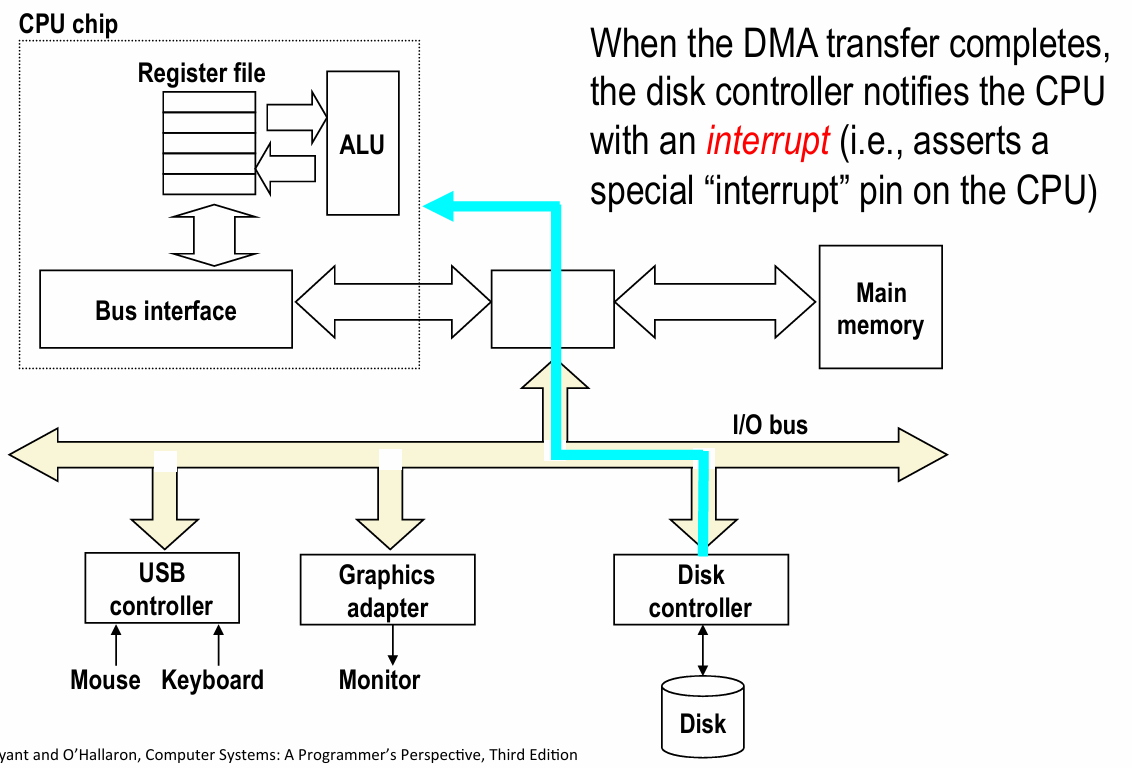 CPU chip
Register file
ALU
When the DMA transfer completes,
the disk controller notifies the CPU
with an interrupt (i.e., asserts a
special “interrupt” pin on the CPU)
Bus interface
Main
memory
I/O bus
USB
controller
Graphics
adapter
Disk
controller
Mouse
Keyboard
Monitor
Disk
and O’Hallaron, Computer Systems: A Programmer’s Perspective, Third Edition